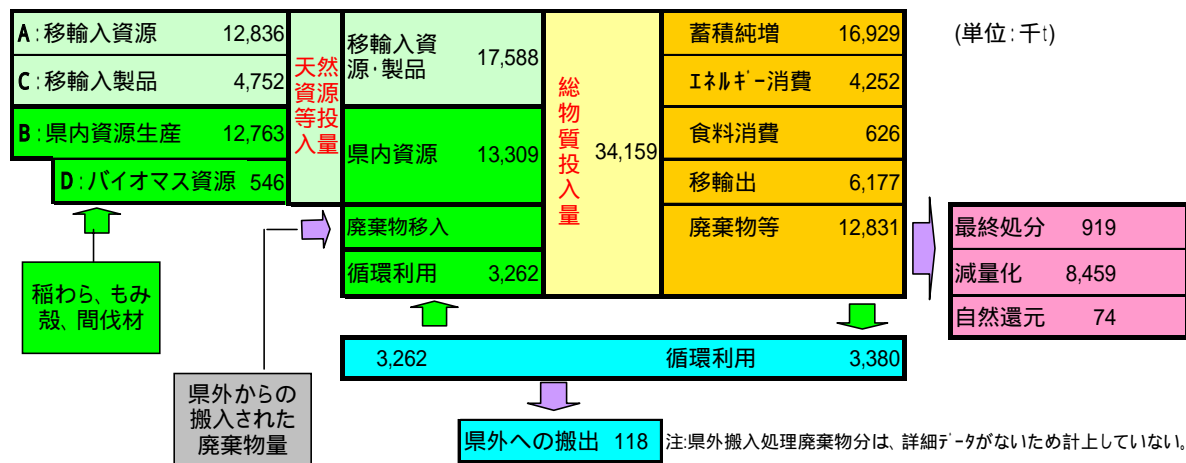 A:移輸入資源 12,836
C:移輸入製品 4,752
B:県内資源生産 12,763
D:バイオマス資源 546
天然
資源
等投
入量
移輸入資
源・製品 17,588
県内資源 13,309
廃棄物移入
循環利用 3,262
総
物
質
投
入
量
34,159
蓄積純増 16,929
エネルギー消費 4,252
食料消費 626
移輸出 6,177
廃棄物等 12,831
(単位:千t)
最終処分 919
減量化 8,459
自然還元 74
稲わら、もみ
殻、間伐材
県外からの
搬入された
廃棄物量
3,262 循環利用 3,380
県外への搬出 118
注:県外搬入処理廃棄物分は、詳細データがないため計上していない。